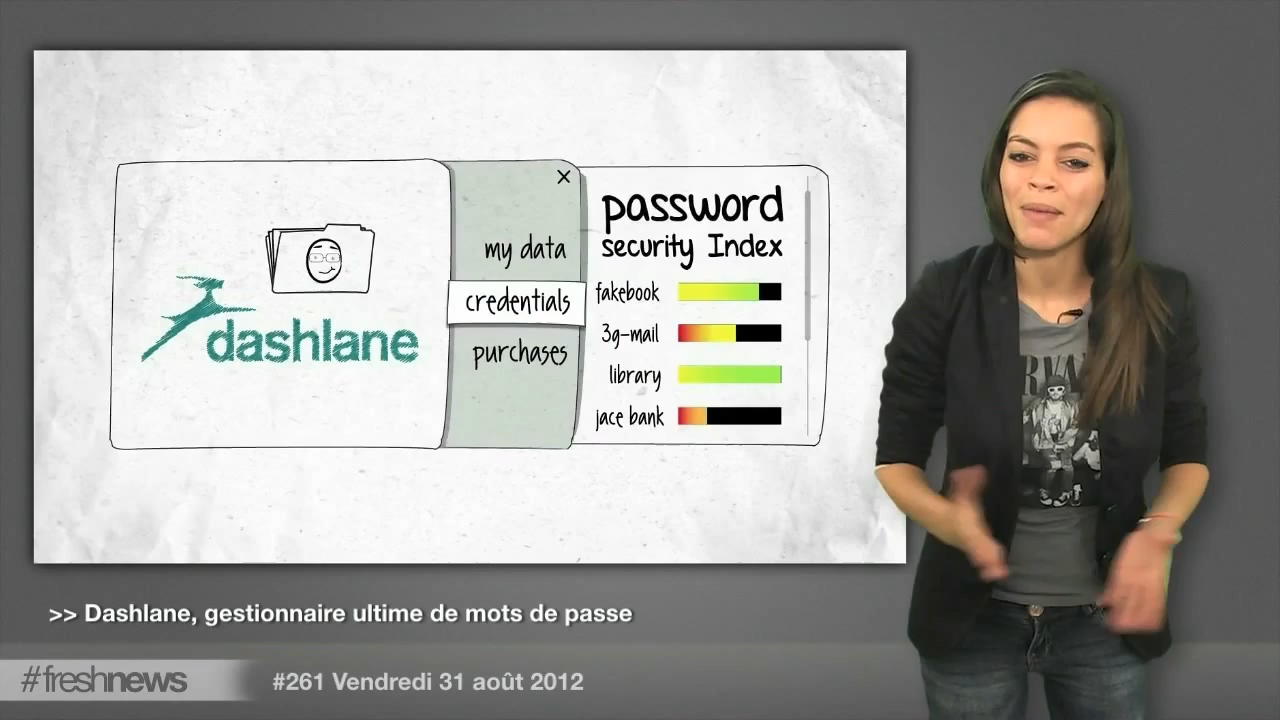 my data
credentials
purchases
dashlane
password
security Index
fakebook
3g-mail
library
jace bank
>> Dashlane, gestionnaire ultime de mots de passe
#freshnews
#261 Vendredi 31 août 2012